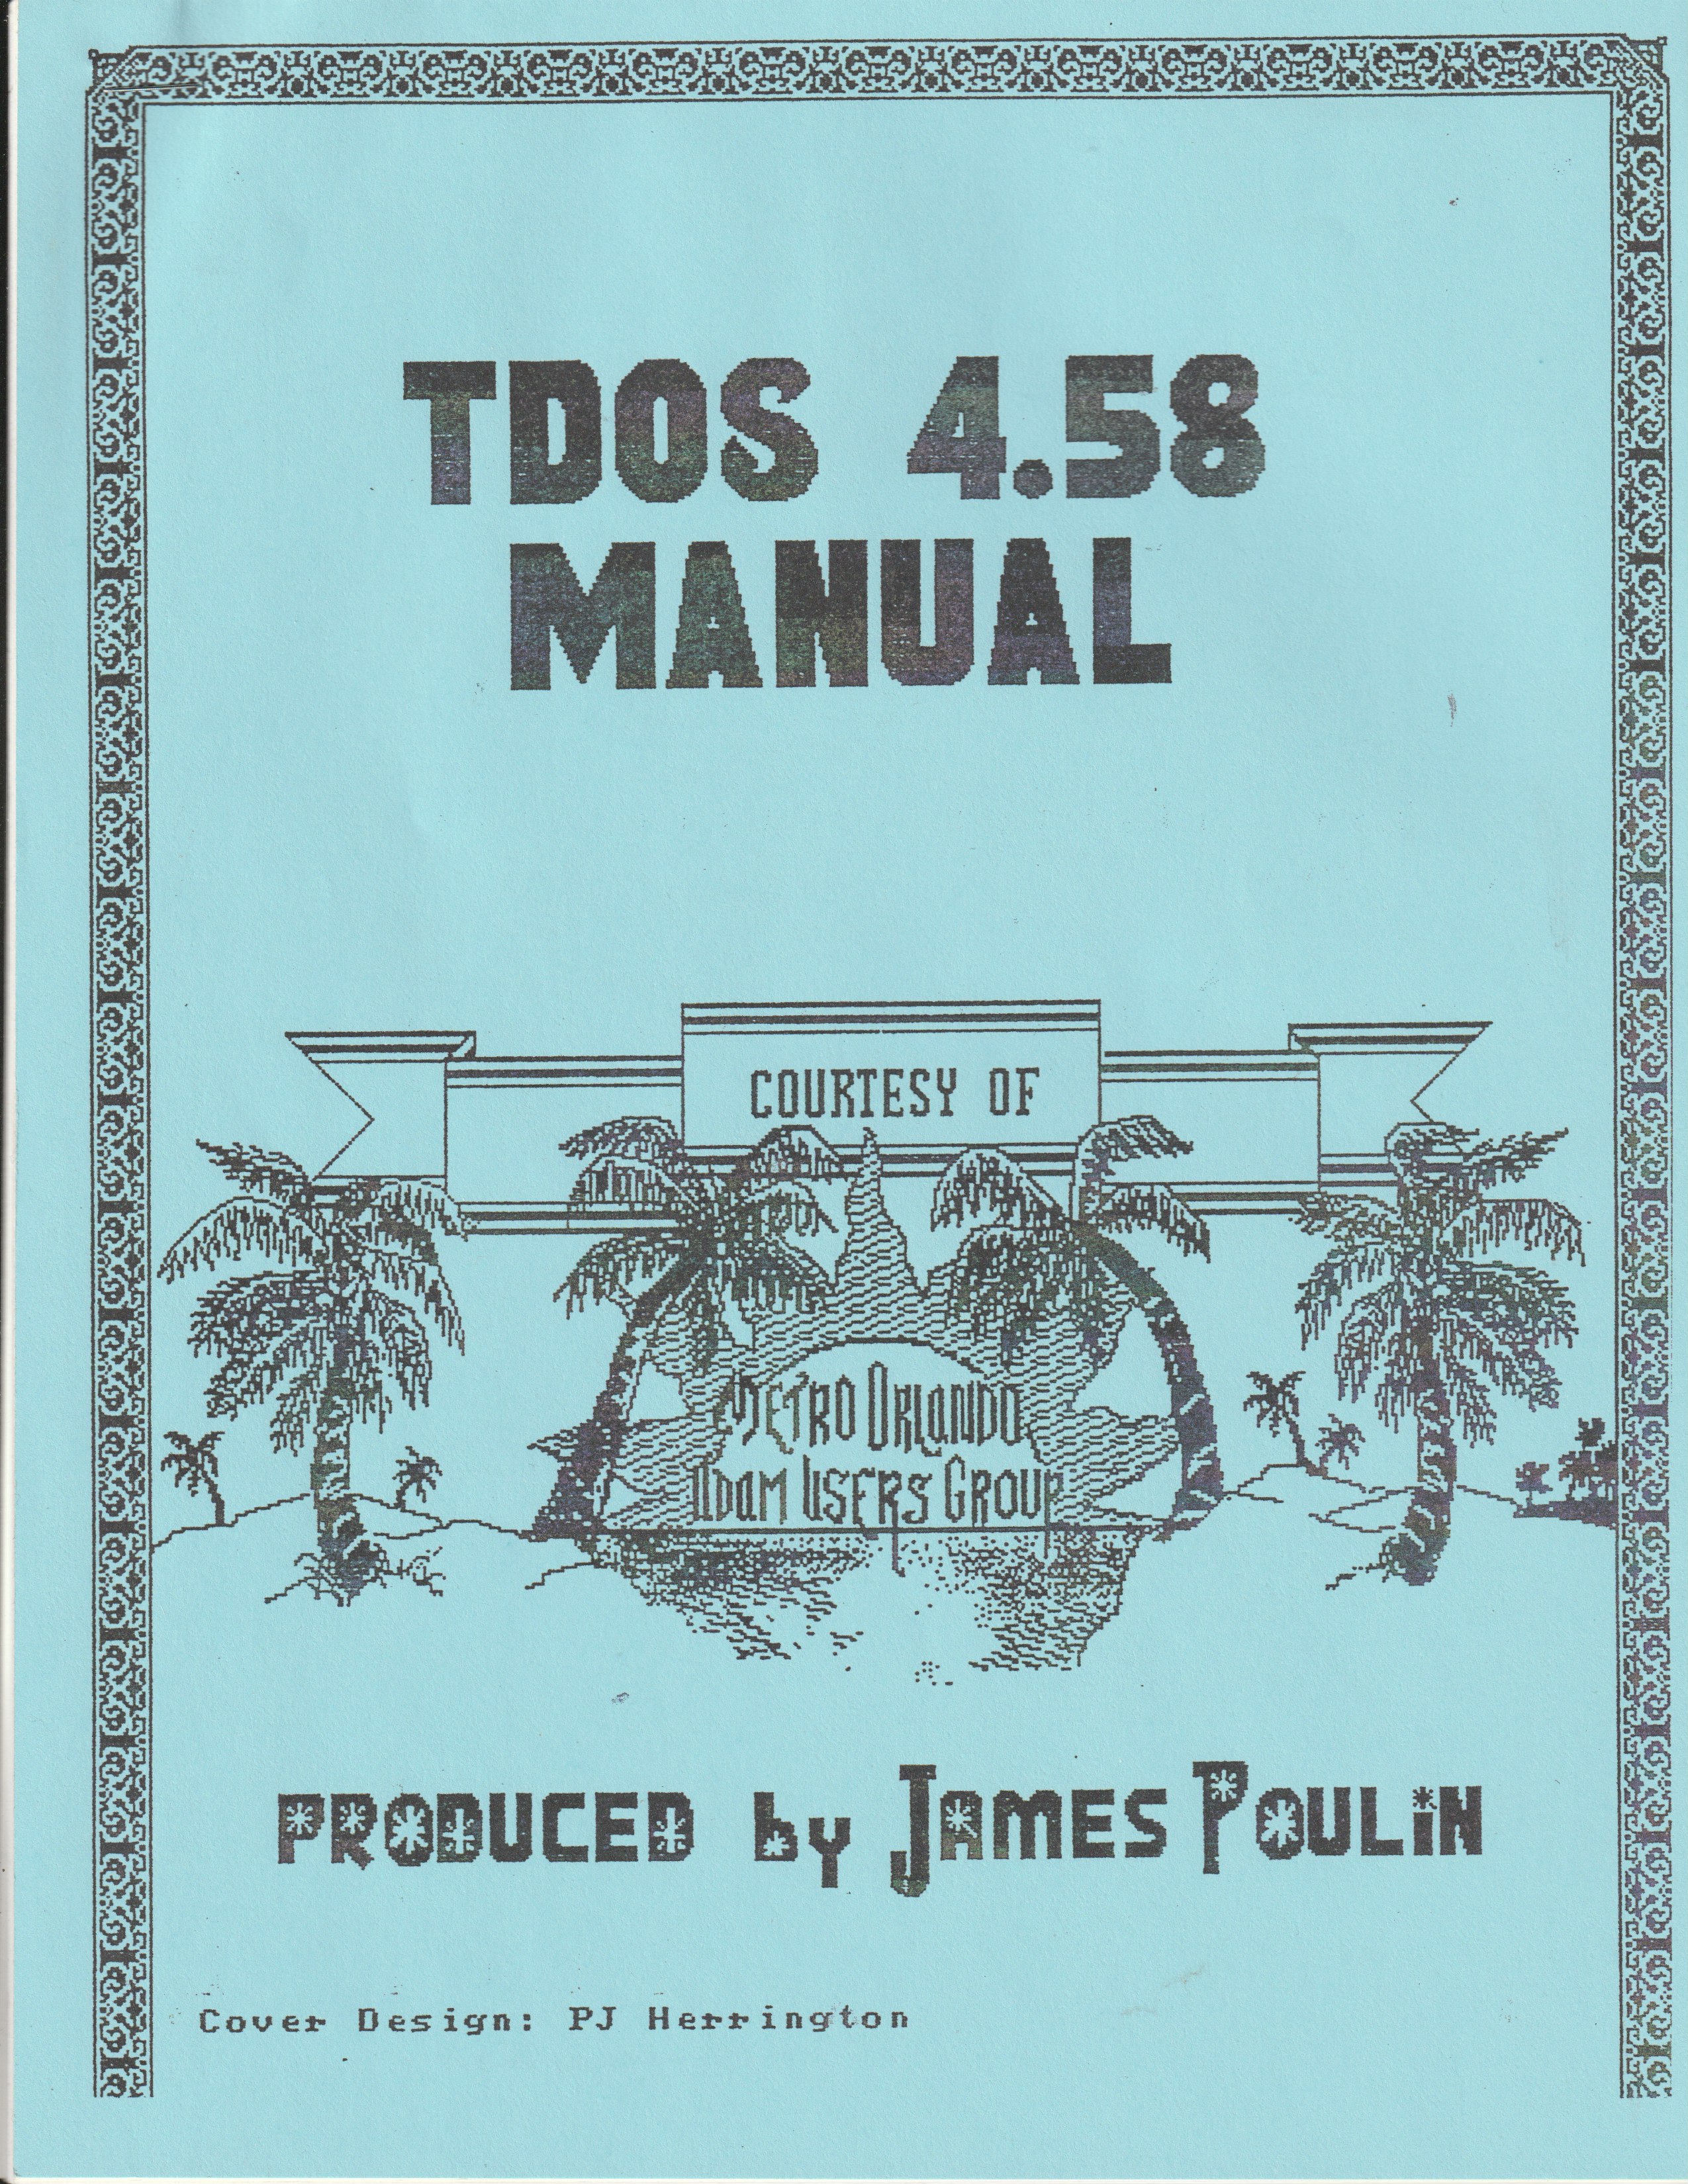 TDOS 4.58
MANUAL
COURTESY OF
METRO ORLANDO
ADAM USERS GROUP
PRODUCED by JAMES POULiN
Cover Design: PJ Herrington